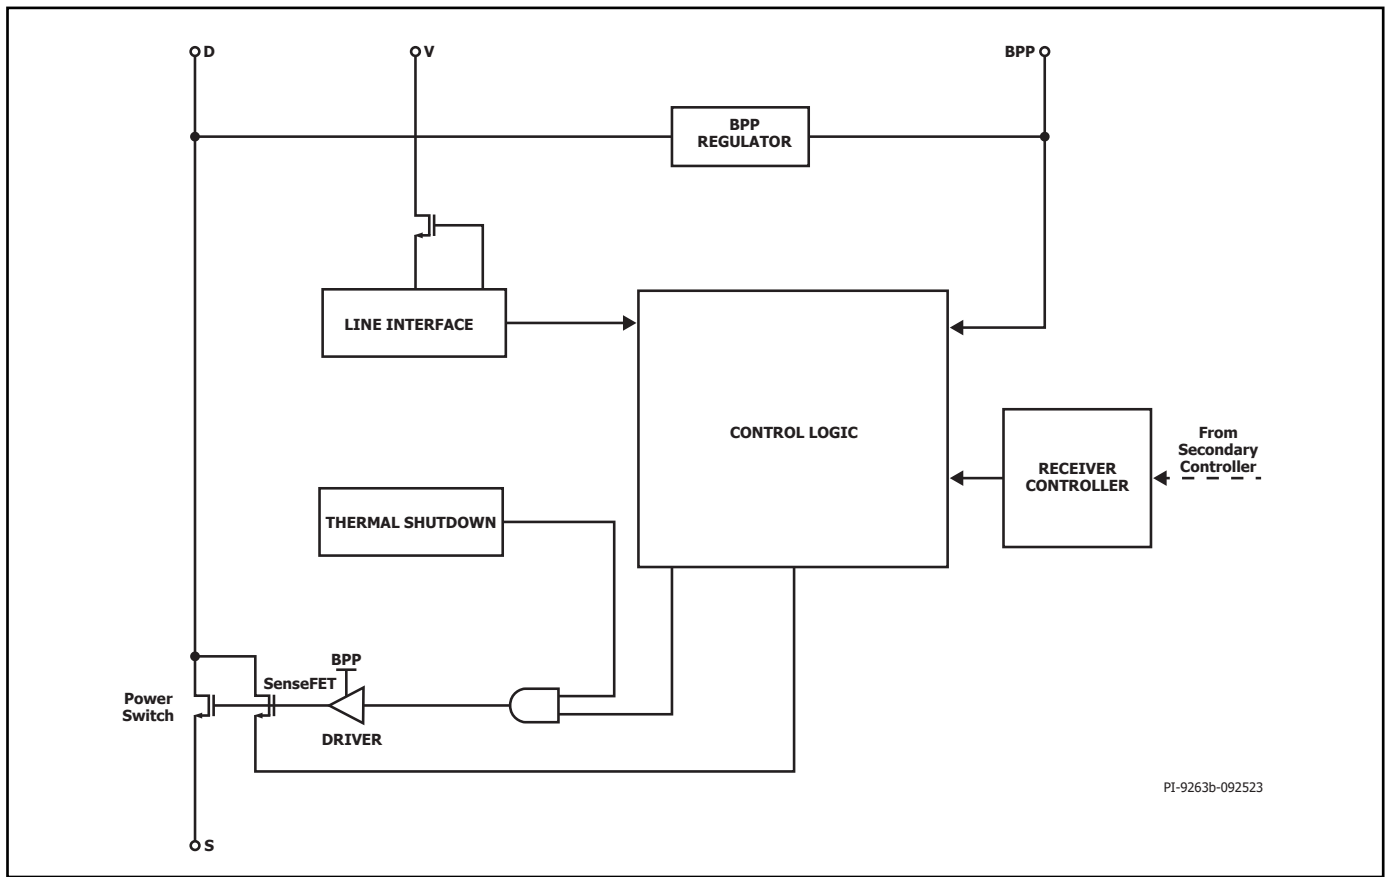 D
V
BPP
BPP
REGULATOR
LINE INTERFACE
CONTROL LOGIC
From
Secondary
Controller
RECEIVER
CONTROLLER
THERMAL SHUTDOWN
BPP
SenseFET
Power
Switch
DRIVER
PI-9263b-092523
S